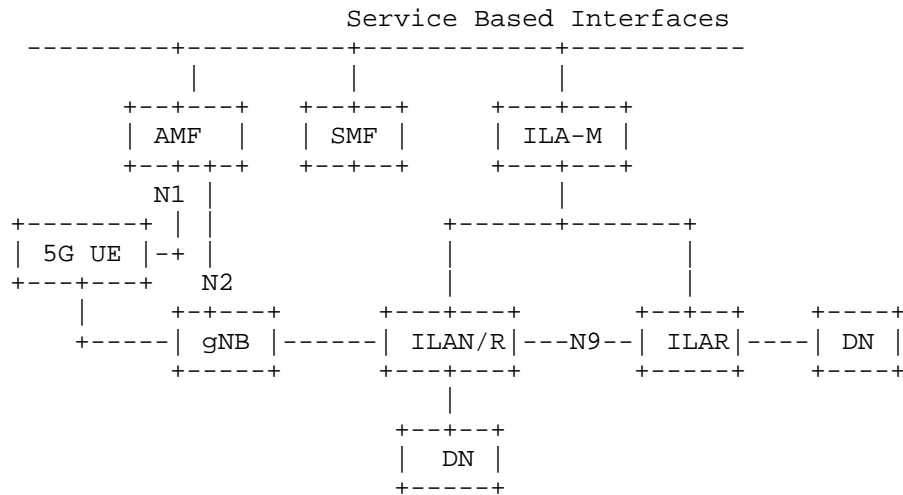 Service Based Interfaces
AMF SMF ILA-M
N1
5G UE
N2
gNB ILAN/R N9 ILAR DN
DN